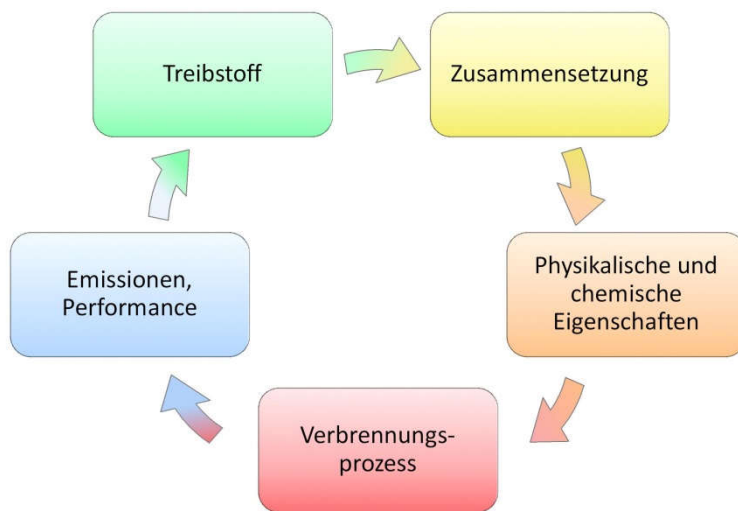 Treibstoff
Zusammensetzung
Physikalische und
chemische
Eigenschaften
Verbrennungs-
prozess
Emissionen,
Performance